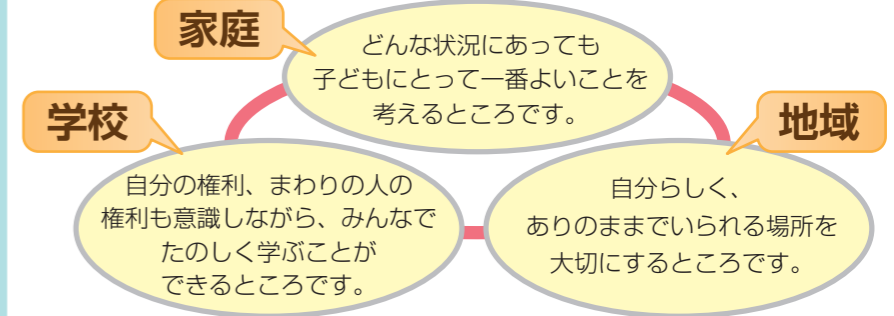 家庭
どんな状況にあっても
子どもにとって一番よいことを
考えるところです。
学校
自分の権利、まわりの人の
権利も意識しながら、みんなで
たのしく学ぶことが
できるところです。
地域
自分らしく、
ありのままでいられる場所を
大切にするところです。